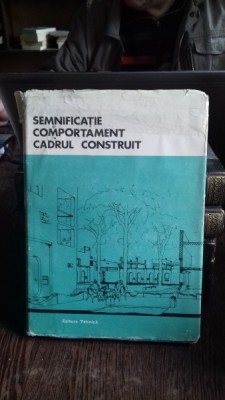 SEMNIFICAȚIE
COMPORTAMENT
CADRUL CONSTRUIT
Editura Tehnică